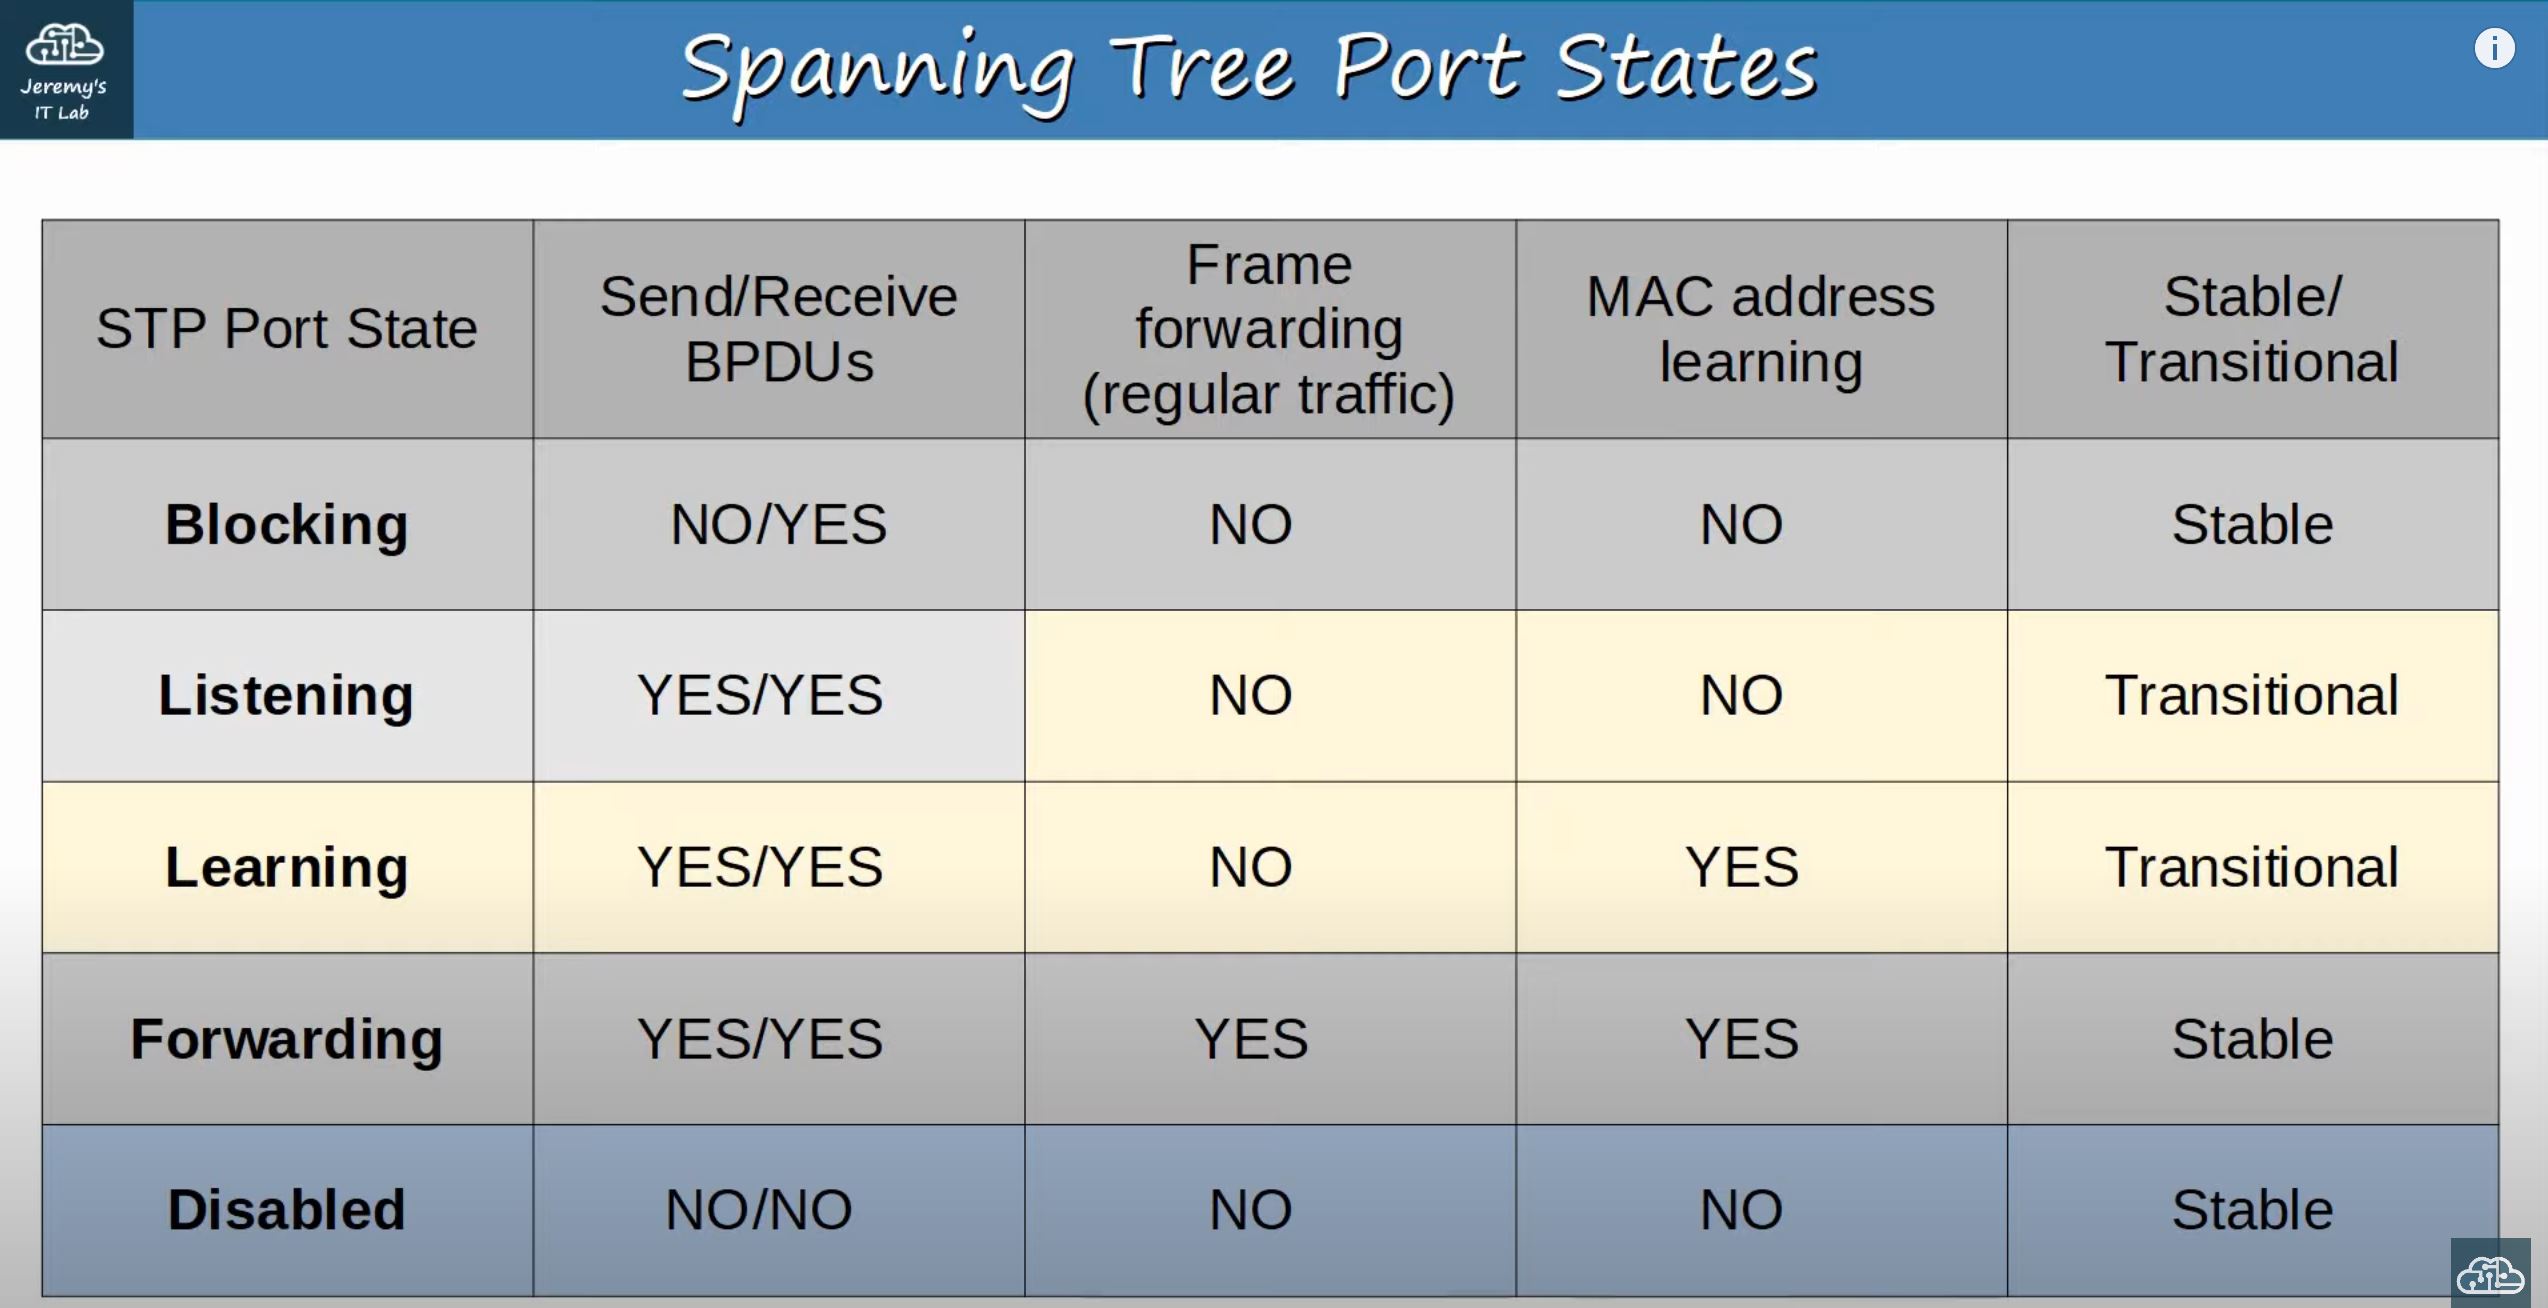 Jeremy's
IT Lab
Spanning Tree Port States
i
STP Port State
Send/Receive
BPDUs
Frame
forwarding
(regular traffic)
MAC address
learning
Stable/
Transitional
Blocking
NO/YES
NO
NO
Stable
Listening
YES/YES
NO
NO
Transitional
Learning
YES/YES
NO
YES
Transitional
Forwarding
YES/YES
YES
YES
Stable
Disabled
NO/NO
NO
NO
Stable